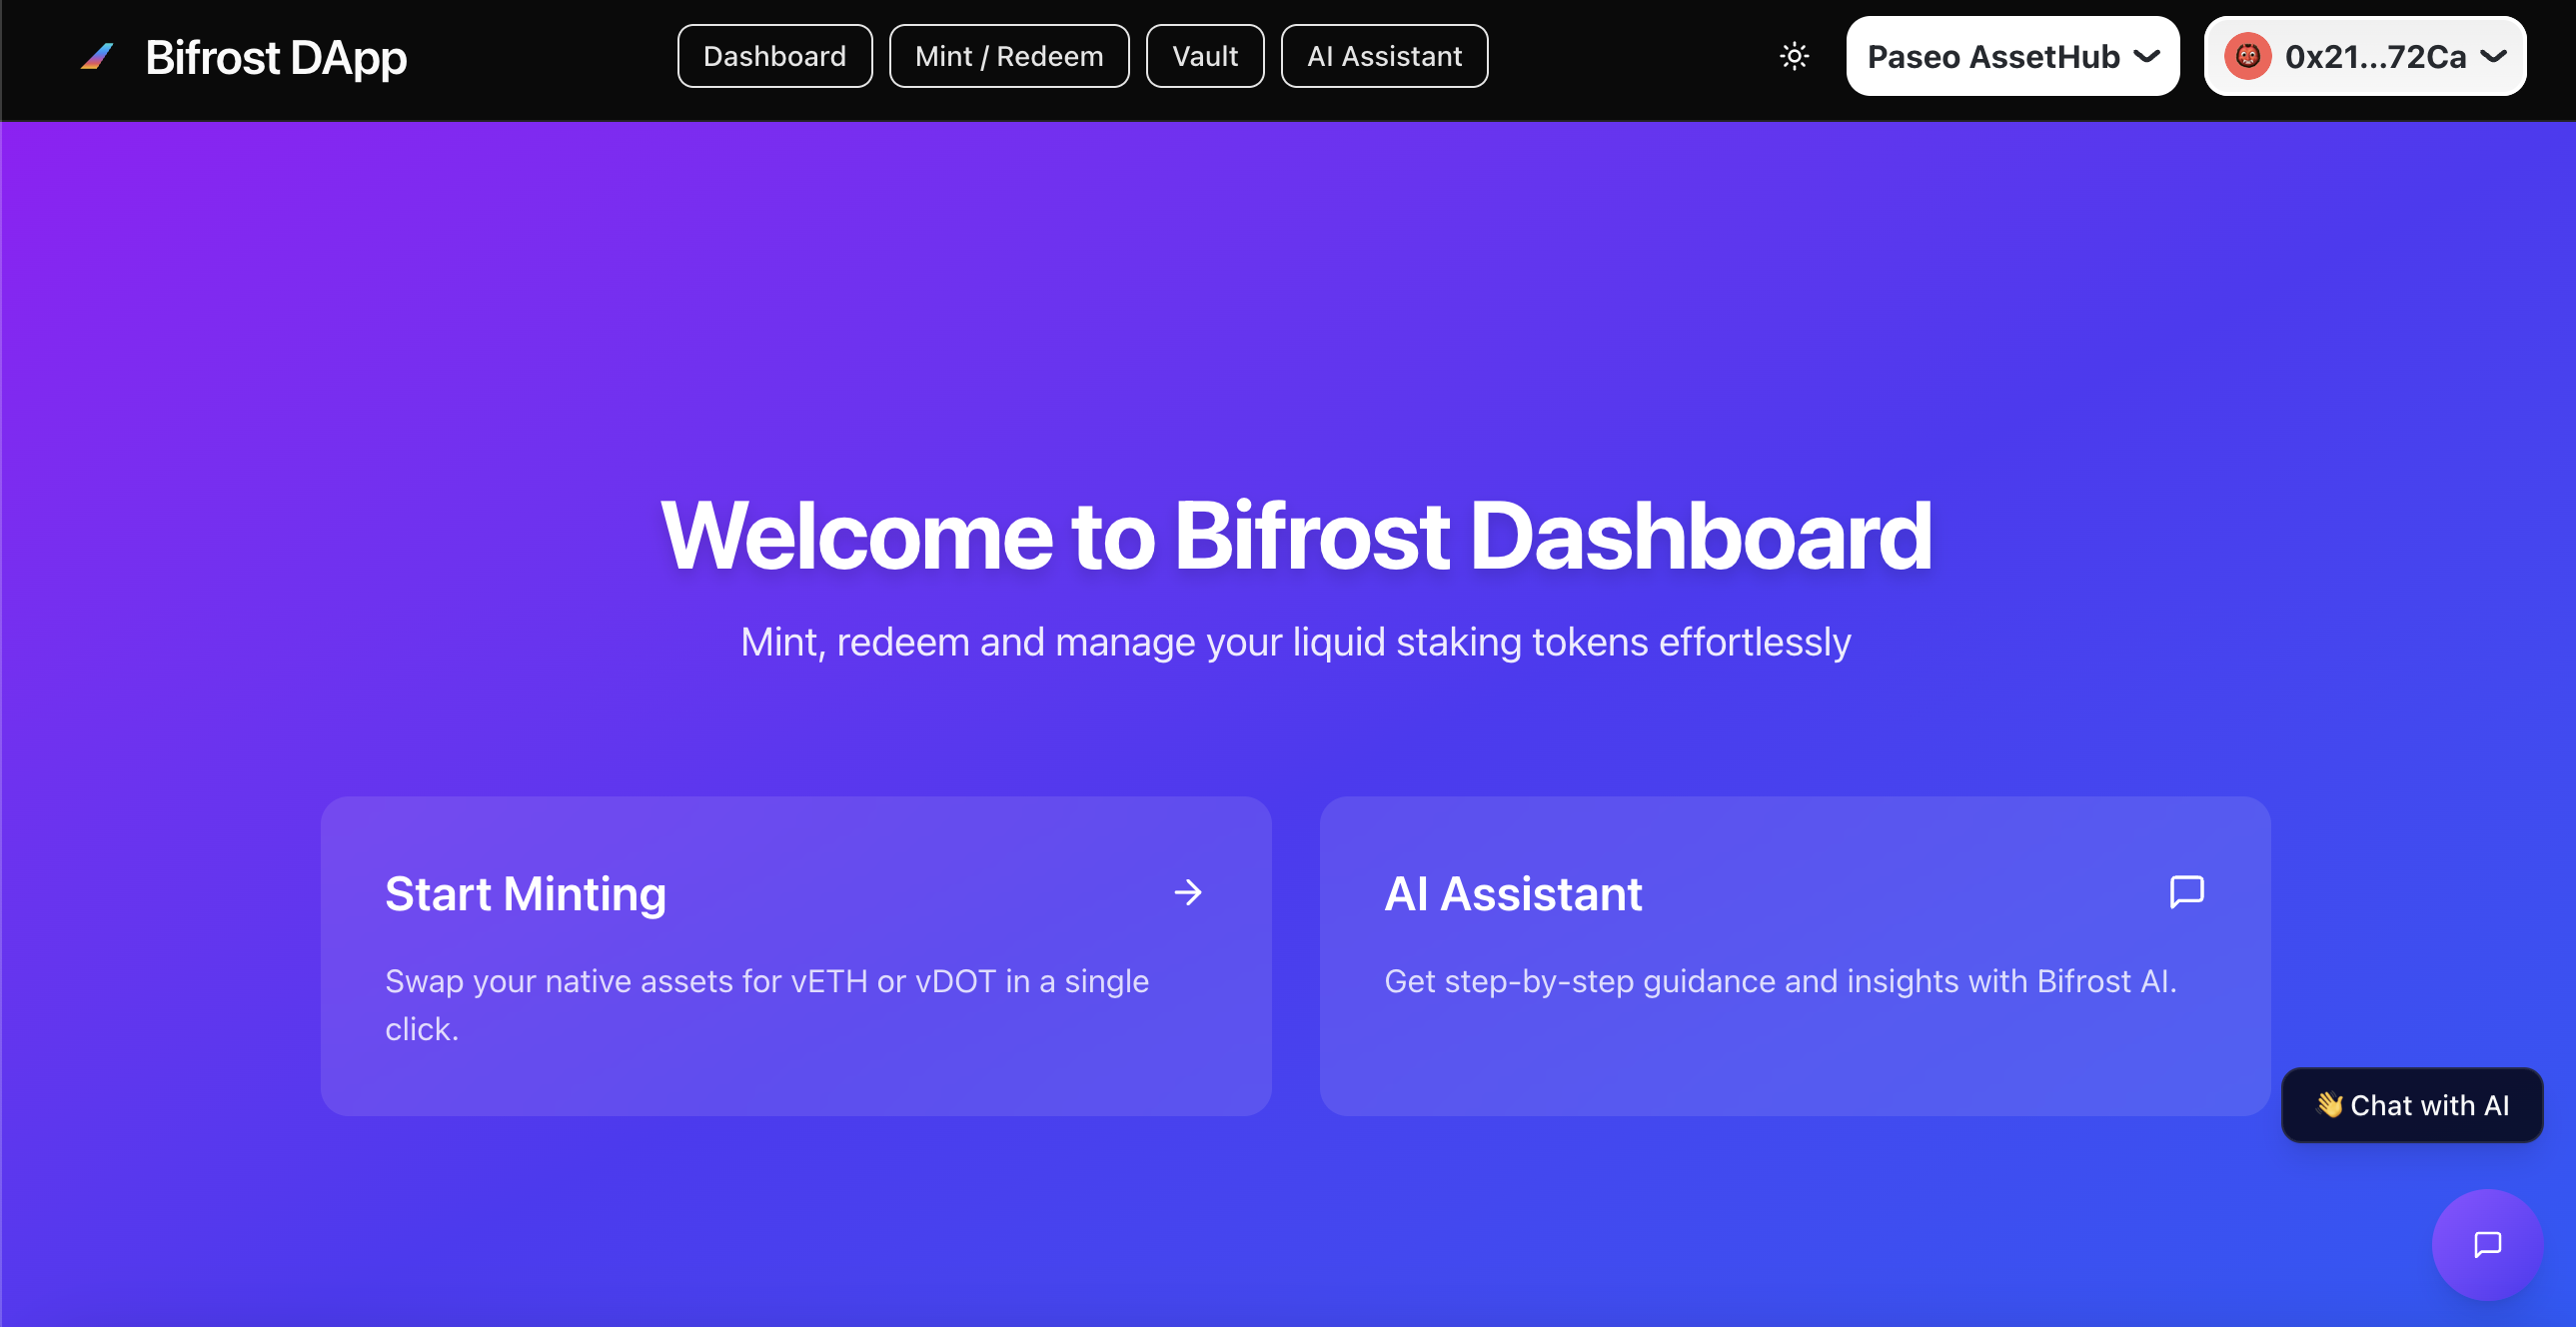 Bifrost DApp
Dashboard
Mint / Redeem
Vault
AI Assistant
Paseo AssetHub
0x21...72Ca
Welcome to Bifrost Dashboard
Mint, redeem and manage your liquid staking tokens effortlessly
Start Minting
Swap your native assets for vETH or vDOT in a single
click.
AI Assistant
Get step-by-step guidance and insights with Bifrost AI.
👋 Chat with AI